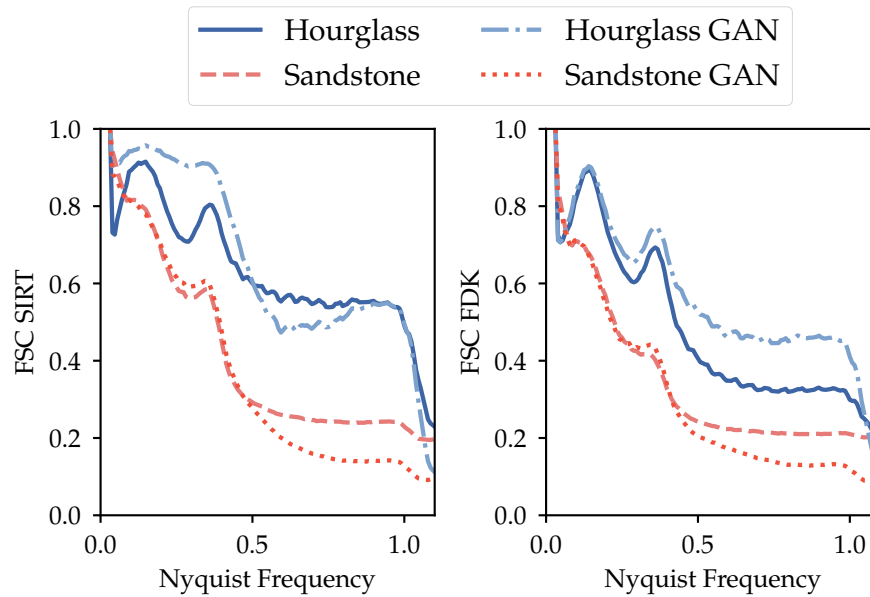 Hourglass
Hourglass GAN
Sandstone
Sandstone GAN
1.0
0.8
0.6
0.4
0.2
0.0
FSC SIRT
0.0
0.5
1.0
Nyquist Frequency
1.0
0.8
0.6
0.4
0.2
0.0
FSC FDK
0.0
0.5
1.0
Nyquist Frequency